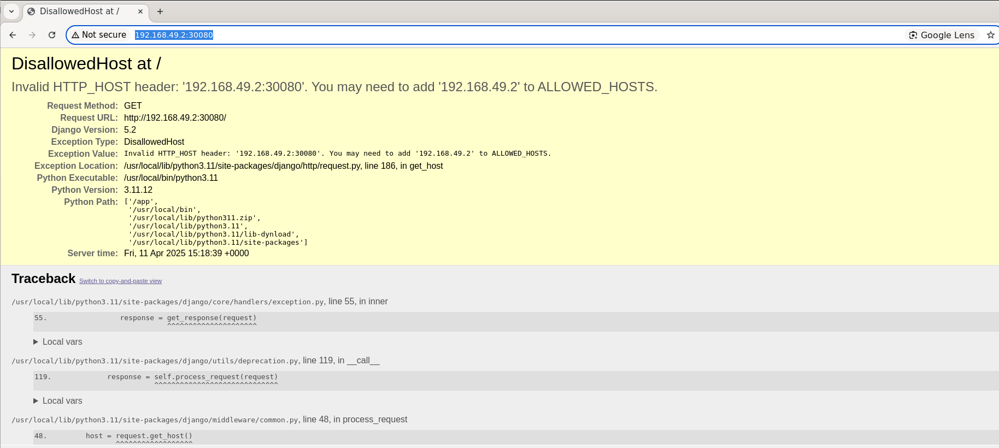 DisallowedHost at /
Not secure 192.168.49.2:30080 Google Lens
DisallowedHost at /
Invalid HTTP_HOST header: '192.168.49.2:30080'. You may need to add '192.168.49.2' to ALLOWED_HOSTS.
Request Method: GET
Request URL: http://192.168.49.2:30080/
Django Version: 5.2
Exception Type: DisallowedHost
Exception Value: Invalid HTTP_HOST header: '192.168.49.2:30080'. You may need to add '192.168.49.2' to ALLOWED_HOSTS.
Exception Location: /usr/local/lib/python3.11/site-packages/django/http/request.py, line 186, in get_host
Python Executable: /usr/local/bin/python3.11
Python Version: 3.11.12
Python Path: ['/app',
'/usr/local/bin',
'/usr/local/lib/python311.zip',
'/usr/local/lib/python3.11',
'/usr/local/lib/python3.11/lib-dynload',
'/usr/local/lib/python3.11/site-packages']
Server time: Fri, 11 Apr 2025 15:18:39 +0000
Traceback Switch to copy-and-paste view
/usr/local/lib/python3.11/site-packages/django/core/handlers/exception.py, line 55, in inner
55. response = get_response(request)
^^^^^^^^^^^^^^^^^^^^^
Local vars
/usr/local/lib/python3.11/site-packages/django/utils/deprecation.py, line 119, in __call__
119. response = self.process_request(request)
^^^^^^^^^^^^^^^^^^^^^^^^^^^^^
Local vars
/usr/local/lib/python3.11/site-packages/django/middleware/common.py, line 48, in process_request
48. host = request.get_host()
^^^^^^^^^^^^^^^^^^